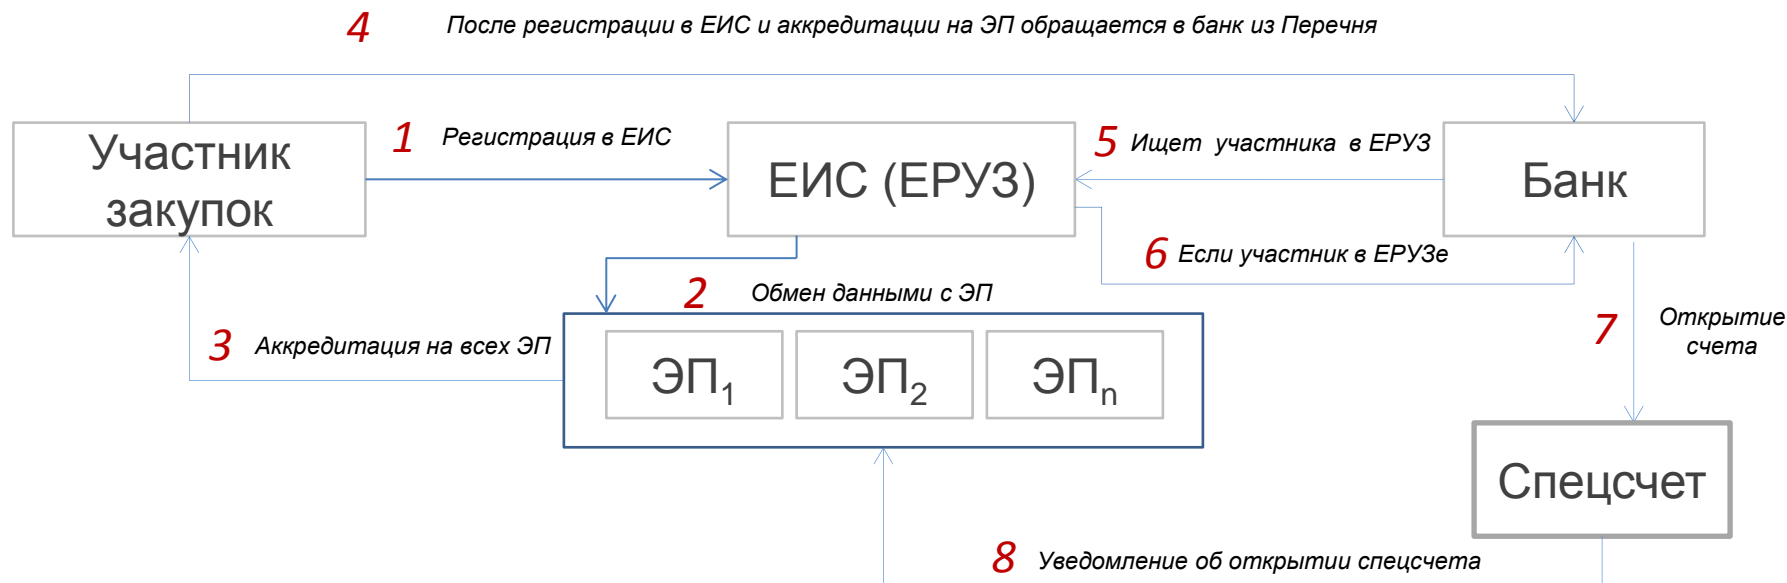 4 После регистрации в ЕИС и аккредитации на ЭП обращается в банк из Перечня
Участник
закупок
1 Регистрация в ЕИС
ЕИС (ЕРУЗ)
5 Ищет участника в ЕРУЗ
Банк
6 Если участник в ЕРУЗе
2 Обмен данными с ЭП
3 Аккредитация на всех ЭП
ЭП1
ЭП2
ЭПn
7 Открытие
счета
Спецсчет
8 Уведомление об открытии спецсчета